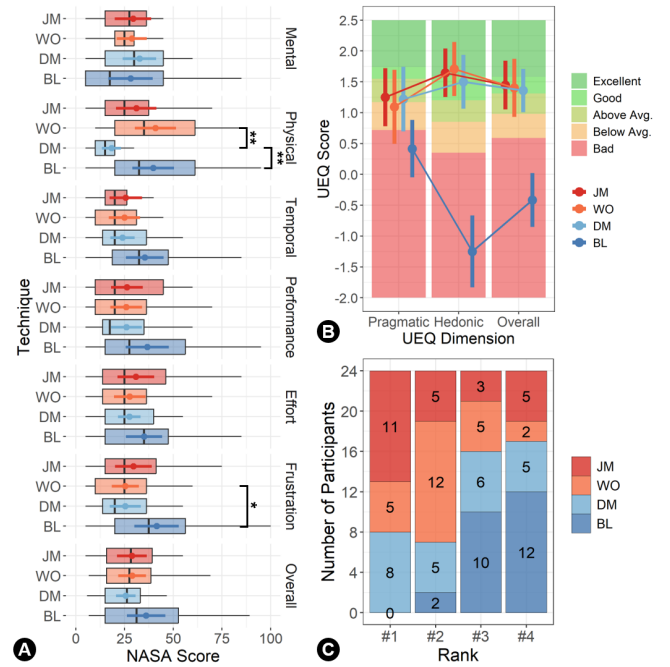 JM
WO
DM
BL
Mental
JM
WO
DM
BL
Physical
**
**
JM
WO
DM
BL
Temporal
JM
WO
DM
BL
Performance
JM
WO
DM
BL
Effort
JM
WO
DM
BL
Frustration
*
JM
WO
DM
BL
Overall
Technique
0 25 50 75 100
NASA Score
A
UEQ Score
2.5
2.0
1.5
1.0
0.5
0.0
-0.5
-1.0
-1.5
-2.0
Pragmatic Hedonic Overall
UEQ Dimension
B
Excellent
Good
Above Avg.
Below Avg.
Bad
JM
WO
DM
BL
Number of Participants
24
20
16
12
8
4
0
11 5 3 5
5 12 5 2
8 5 6 5
0 2 10 12
#1 #2 #3 #4
Rank
C
JM
WO
DM
BL